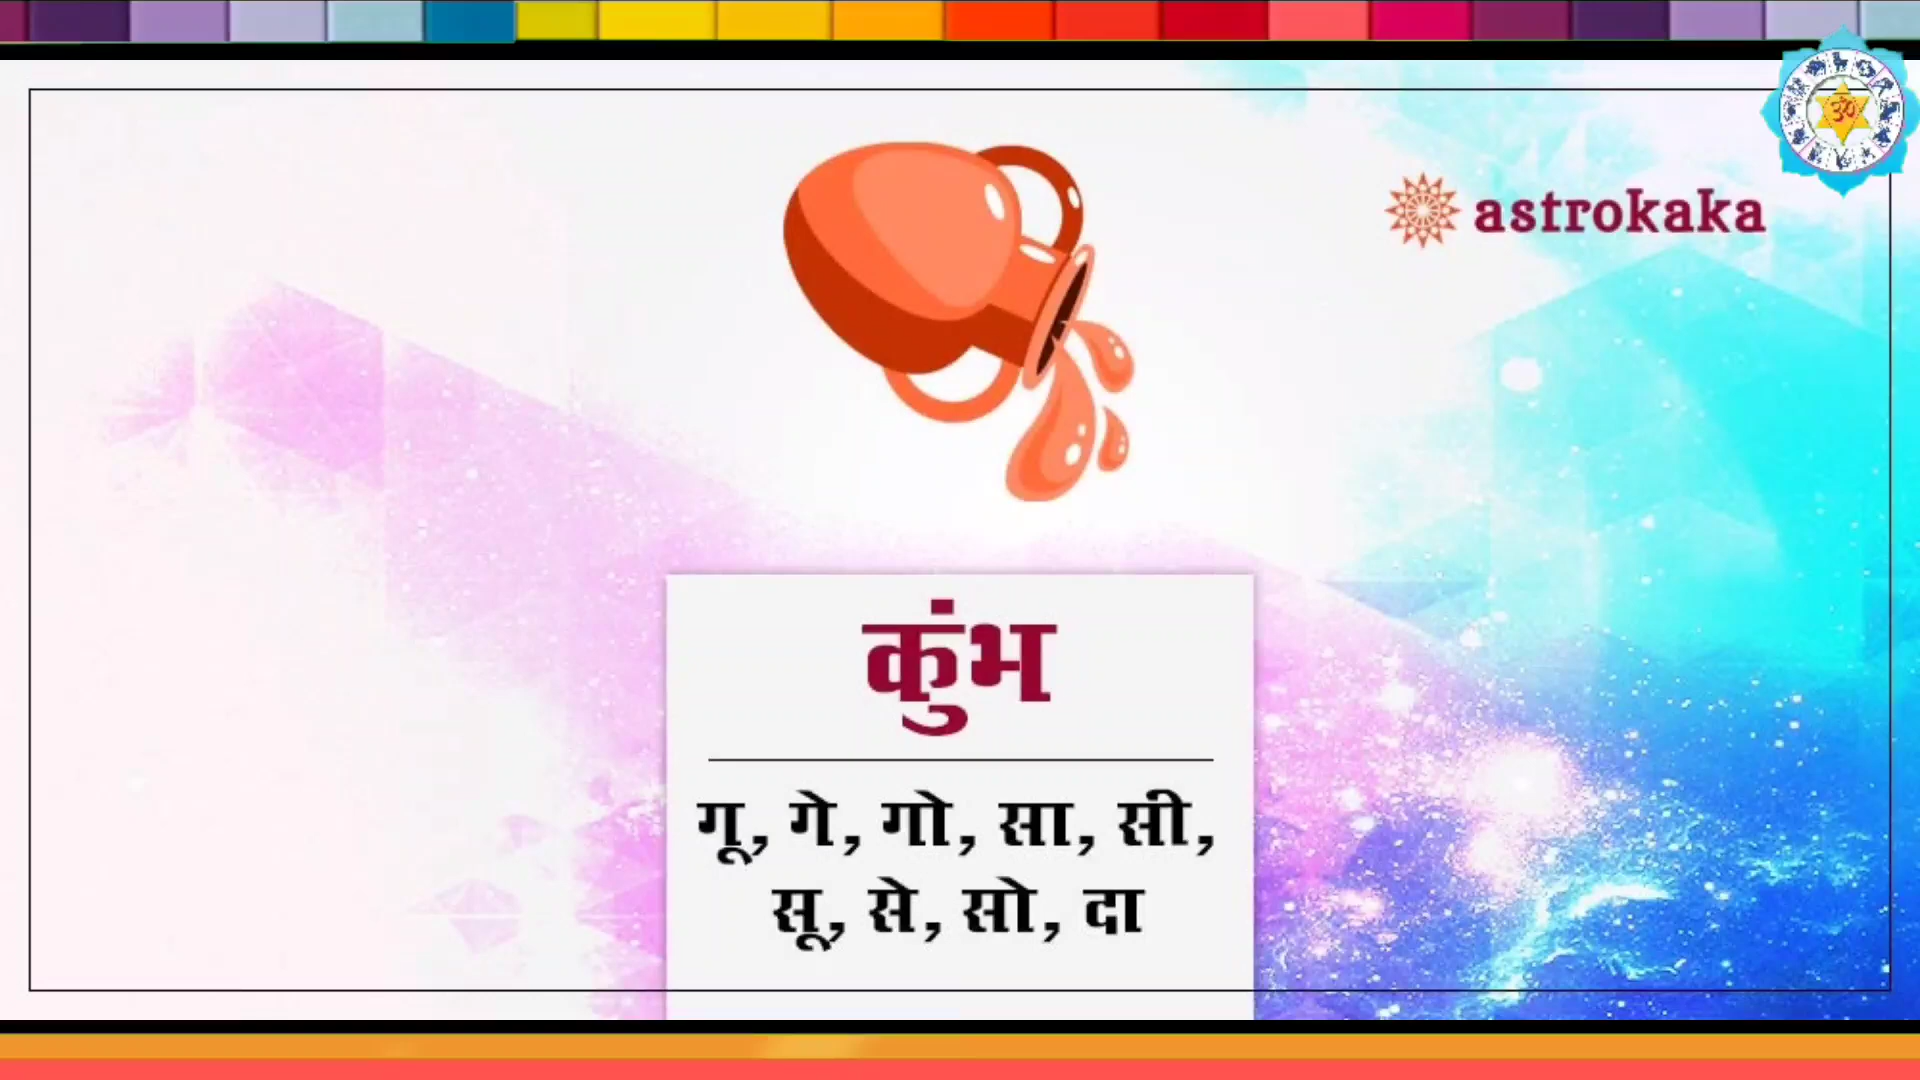 ॐ
astrokaka
कुंभ
गू, गे, गो, सा, सी,
सू, से, सो, दा